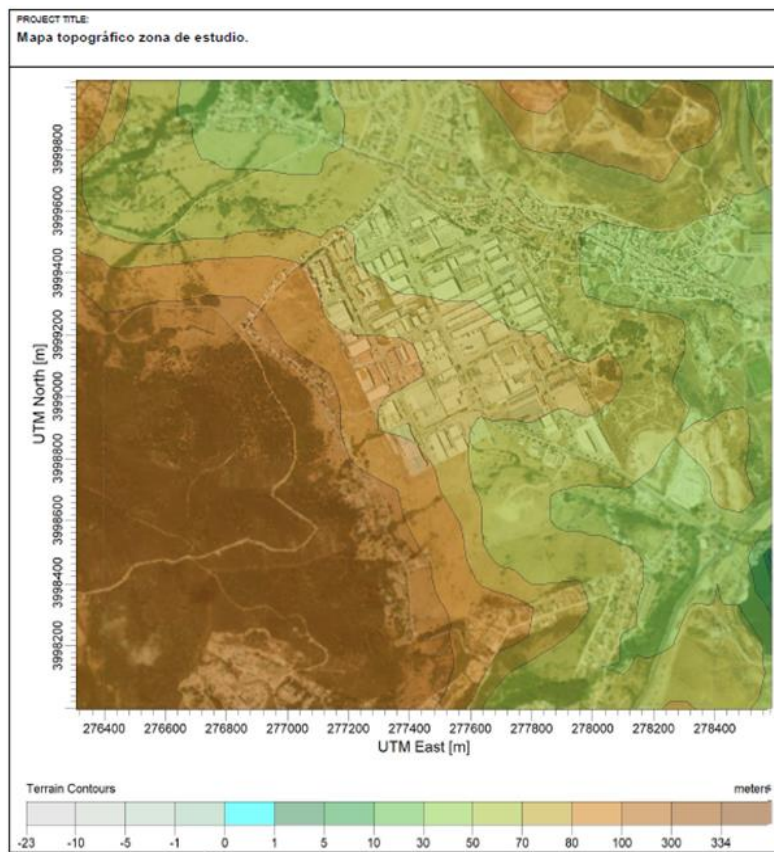 PROJECT TITLE:
Mapa topográfico zona de estudio.
UTM North [m]
3999800
3999600
3999400
3999200
3999000
3998800
3998600
3998400
3998200
276400 276600 276800 277000 277200 277400 277600 277800 278000 278200 278400
UTM East [m]
Terrain Contours meters
-23 -10 -5 -1 0 1 5 10 30 50 70 80 100 300 334